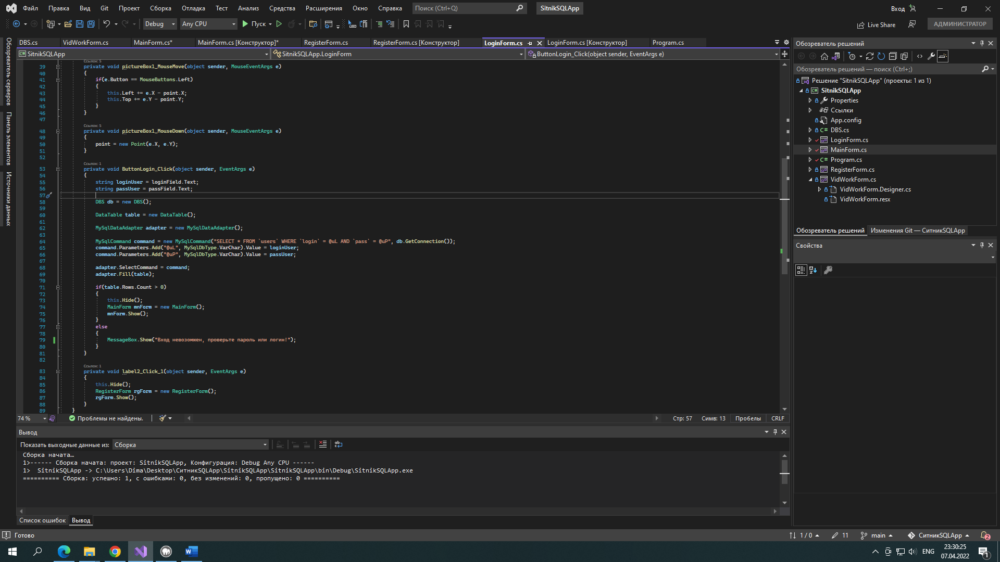 Файл Правка Вид Git Проект Сборка Отладка Тест Анализ Средства Расширения Окно Справка Поиск (Ctrl+Q) SitnikSQLApp Вход
Debug Any CPU Пуск Live Share АДМИНИСТРАТОР
DBS.cs VidWorkForm.cs MainForm.cs* MainForm.cs [Конструктор]* RegisterForm.cs RegisterForm.cs [Конструктор] LoginForm.cs LoginForm.cs [Конструктор] Program.cs
SitnikSQLApp SitnikSQLApp.LoginForm ButtonLogin_Click(object sender, EventArgs e)
Обозреватель серверов
Панель элементов
Источники данных
Ссылок: 5
39 private void pictureBox1_MouseMove(object sender, MouseEventArgs e)
40 {
41 if(e.Button == MouseButtons.Left)
42 {
43 this.Left += e.X - point.X;
44 this.Top += e.Y - point.Y;
45 }
46 }
47
Ссылок: 5
48 private void pictureBox1_MouseDown(object sender, MouseEventArgs e)
49 {
50 point = new Point(e.X, e.Y);
51 }
52
Ссылок: 1
53 private void ButtonLogin_Click(object sender, EventArgs e)
54 {
55 string loginUser = loginField.Text;
56 string passUser = passField.Text;
57
58 DBS db = new DBS();
59
60 DataTable table = new DataTable();
61
62 MySqlDataAdapter adapter = new MySqlDataAdapter();
63
64 MySqlCommand command = new MySqlCommand("SELECT * FROM `users` WHERE `login` = @uL AND `pass` = @uP", db.GetConnection());
65 command.Parameters.Add("@uL", MySqlDbType.VarChar).Value = loginUser;
66 command.Parameters.Add("@uP", MySqlDbType.VarChar).Value = passUser;
67
68 adapter.SelectCommand = command;
69 adapter.Fill(table);
70
71 if(table.Rows.Count > 0)
72 {
73 this.Hide();
74 MainForm mnForm = new MainForm();
75 mnForm.Show();
76 }
77 else
78 {
79 MessageBox.Show("Вход невозомжен, проверьте пароль или логин!");
80 }
81 }
82
Ссылок: 1
83 private void label2_Click_1(object sender, EventArgs e)
84 {
85 this.Hide();
86 RegisterForm rgForm = new RegisterForm();
87 rgForm.Show();
88 }
89 }
74 % Проблемы не найдены. Стр: 57 Симв: 13 Пробелы CRLF
Вывод
Показать выходные данные из: Сборка
Сборка начата…
1>------ Сборка начата: проект: SitnikSQLApp, Конфигурация: Debug Any CPU ------
1> SitnikSQLApp -> C:\Users\Dima\Desktop\СитникSQLApp\SitnikSQLApp\SitnikSQLApp\bin\Debug\SitnikSQLApp.exe
========== Сборка: успешно: 1, с ошибками: 0, без изменений: 0, пропущено: 0 ==========
Список ошибок Вывод
Обозреватель решений
Обозреватель решений — поиск (Ctrl+;)
Решение "SitnikSQLApp" (проекты: 1 из 1)
SitnikSQLApp
Properties
Ссылки
App.config
DBS.cs
LoginForm.cs
MainForm.cs
Program.cs
RegisterForm.cs
VidWorkForm.cs
VidWorkForm.Designer.cs
VidWorkForm.resx
Обозреватель решений Изменения Git — СитникSQLApp
Свойства
Готово 1 / 0 11 main СитникSQLApp 2
ENG 23:30:25
07.04.2022
1